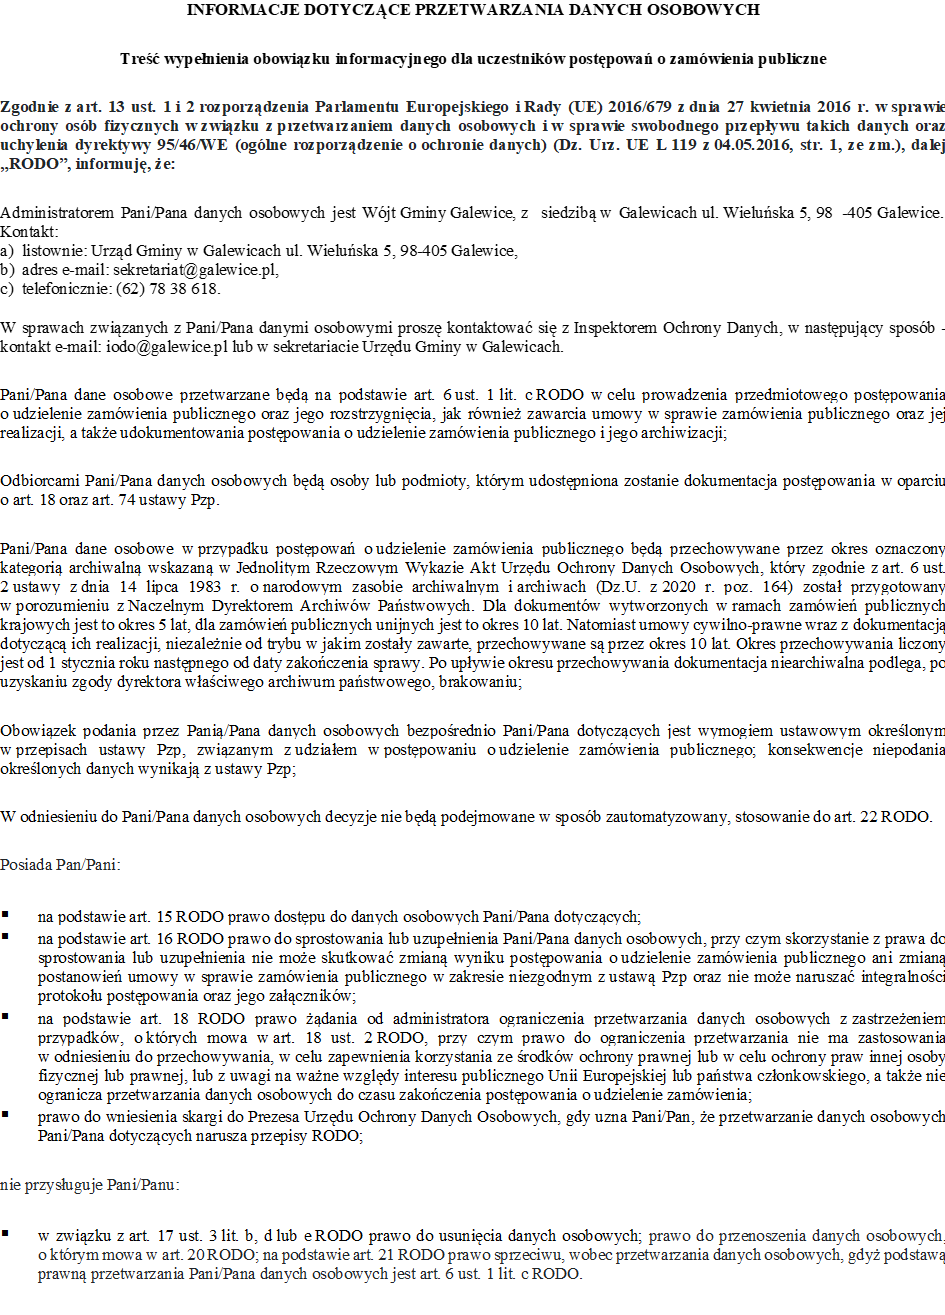 INFORMACJE DOTYCZĄCE PRZETWARZANIA DANYCH OSOBOWYCH
Treść wypełnienia obowiązku informacyjnego dla uczestników postępowań o zamówienia publiczne
Zgodnie z art. 13 ust. 1 i 2 rozporządzenia Parlamentu Europejskiego i Rady (UE) 2016/679 z dnia 27 kwietnia 2016 r. w sprawie
ochrony osób fizycznych w związku z przetwarzaniem danych osobowych i w sprawie swobodnego przepływu takich danych oraz
uchylenia dyrektywy 95/46/WE (ogólne rozporządzenie o ochronie danych) (Dz. Urz. UE L 119 z 04.05.2016, str. 1, ze zm.), dalej
„RODO”, informuję, że:
Administratorem Pani/Pana danych osobowych jest Wójt Gminy Galewice, z siedzibą w Galewicach ul. Wieluńska 5, 98 -405 Galewice.
Kontakt:
a) listownie: Urząd Gminy w Galewicach ul. Wieluńska 5, 98-405 Galewice,
b) adres e-mail: sekretariat@galewice.pl,
c) telefonicznie: (62) 78 38 618.
W sprawach związanych z Pani/Pana danymi osobowymi proszę kontaktować się z Inspektorem Ochrony Danych, w następujący sposób -
kontakt e-mail: iodo@galewice.pl lub w sekretariacie Urzędu Gminy w Galewicach.
Pani/Pana dane osobowe przetwarzane będą na podstawie art. 6 ust. 1 lit. c RODO w celu prowadzenia przedmiotowego postępowania
o udzielenie zamówienia publicznego oraz jego rozstrzygnięcia, jak również zawarcia umowy w sprawie zamówienia publicznego oraz jej
realizacji, a także udokumentowania postępowania o udzielenie zamówienia publicznego i jego archiwizacji;
Odbiorcami Pani/Pana danych osobowych będą osoby lub podmioty, którym udostępniona zostanie dokumentacja postępowania w oparciu
o art. 18 oraz art. 74 ustawy Pzp.
Pani/Pana dane osobowe w przypadku postępowań o udzielenie zamówienia publicznego będą przechowywane przez okres oznaczony
kategorią archiwalną wskazaną w Jednolitym Rzeczowym Wykazie Akt Urzędu Ochrony Danych Osobowych, który zgodnie z art. 6 ust.
2 ustawy z dnia 14 lipca 1983 r. o narodowym zasobie archiwalnym i archiwach (Dz.U. z 2020 r. poz. 164) został przygotowany
w porozumieniu z Naczelnym Dyrektorem Archiwów Państwowych. Dla dokumentów wytworzonych w ramach zamówień publicznych
krajowych jest to okres 5 lat, dla zamówień publicznych unijnych jest to okres 10 lat. Natomiast umowy cywilno-prawne wraz z dokumentacją
dotyczącą ich realizacji, niezależnie od trybu w jakim zostały zawarte, przechowywane są przez okres 10 lat. Okres przechowywania liczony
jest od 1 stycznia roku następnego od daty zakończenia sprawy. Po upływie okresu przechowywania dokumentacja niearchiwalna podlega, po
uzyskaniu zgody dyrektora właściwego archiwum państwowego, brakowaniu;
Obowiązek podania przez Panią/Pana danych osobowych bezpośrednio Pani/Pana dotyczących jest wymogiem ustawowym określonym
w przepisach ustawy Pzp, związanym z udziałem w postępowaniu o udzielenie zamówienia publicznego; konsekwencje niepodania
określonych danych wynikają z ustawy Pzp;
W odniesieniu do Pani/Pana danych osobowych decyzje nie będą podejmowane w sposób zautomatyzowany, stosowanie do art. 22 RODO.
Posiada Pan/Pani:
▪ na podstawie art. 15 RODO prawo dostępu do danych osobowych Pani/Pana dotyczących;
▪ na podstawie art. 16 RODO prawo do sprostowania lub uzupełnienia Pani/Pana danych osobowych, przy czym skorzystanie z prawa do
sprostowania lub uzupełnienia nie może skutkować zmianą wyniku postępowania o udzielenie zamówienia publicznego ani zmianą
postanowień umowy w sprawie zamówienia publicznego w zakresie niezgodnym z ustawą Pzp oraz nie może naruszać integralności
protokołu postępowania oraz jego załączników;
▪ na podstawie art. 18 RODO prawo żądania od administratora ograniczenia przetwarzania danych osobowych z zastrzeżeniem
przypadków, o których mowa w art. 18 ust. 2 RODO, przy czym prawo do ograniczenia przetwarzania nie ma zastosowania
w odniesieniu do przechowywania, w celu zapewnienia korzystania ze środków ochrony prawnej lub w celu ochrony praw innej osoby
fizycznej lub prawnej, lub z uwagi na ważne względy interesu publicznego Unii Europejskiej lub państwa członkowskiego, a także nie
ogranicza przetwarzania danych osobowych do czasu zakończenia postępowania o udzielenie zamówienia;
▪ prawo do wniesienia skargi do Prezesa Urzędu Ochrony Danych Osobowych, gdy uzna Pani/Pan, że przetwarzanie danych osobowych
Pani/Pana dotyczących narusza przepisy RODO;
nie przysługuje Pani/Panu:
▪ w związku z art. 17 ust. 3 lit. b, d lub e RODO prawo do usunięcia danych osobowych; prawo do przenoszenia danych osobowych,
o którym mowa w art. 20 RODO; na podstawie art. 21 RODO prawo sprzeciwu, wobec przetwarzania danych osobowych, gdyż podstawą
prawną przetwarzania Pani/Pana danych osobowych jest art. 6 ust. 1 lit. c RODO.